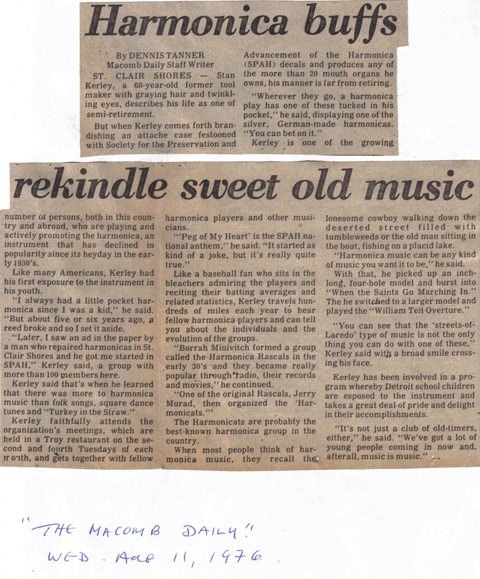 Harmonica buffs
By DENNIS TANNER
Macomb Daily Staff Writer
ST. CLAIR SHORES — Stan
Kerley, a 68-year-old former tool
maker with graying hair and twinkl-
ing eyes, describes his life as one of
semi-retirement.
But when Kerley comes forth bran-
dishing an attache case festooned
with Society for the Preservation and
Advancement of the Harmonica
(SPAH) decals and produces any of
the more than 20 mouth organs he
owns, his manner is far from retiring.
"Wherever they go, a harmonica
play has one of these tucked in his
pocket," he said, displaying one of the
silver, German-made harmonicas.
"You can bet on it."
Kerley is one of the growing
rekindle sweet old music
number of persons, both in this coun-
try and abroad, who are playing and
actively promoting the harmonica, an
instrument that has declined in
popularity since its heyday in the ear-
ly 1930's.
Like many Americans, Kerley had
his first exposure to the instrument in
his youth.
"I always had a little pocket har-
monica since I was a kid," he said.
"But about five or six years ago, a
reed broke and so I set it aside.
"Later, I saw an ad in the paper by
a man who repaired harmonicas in St.
Clair Shores and he got me started in
SPAH," Kerley said, a group with
more than 100 members here.
Kerley said that's when he learned
that there was more to harmonica
music than folk songs, square dance
tunes and "Turkey in the Straw."
Kerley faithfully attends the
organization's meetings, which are
held in a Troy restaurant on the se-
cond and fourth Tuesdays of each
month, and gets together with fellow
harmonica players and other musi-
cians.
"'Peg of My Heart' is the SPAH na-
tional anthem," he said. "It started as
kind of a joke, but it's really quite
true."
Like a baseball fan who sits in the
bleachers admiring the players and
reciting their batting averages and
related statistics, Kerley travels hun-
dreds of miles each year to hear
fellow harmonica players and can tell
you about the individuals and the
evolution of the groups.
"Borrah Minivitch formed a group
called the Harmonica Rascals in the
early 30's and they became really
popular through radio, their records
and movies," he continued.
"One of the original Rascals, Jerry
Murad, then organized the 'Har-
monicats.'"
The Harmonicats are probably the
best-known harmonica group in the
country.
When most people think of har-
monica music, they recall the
lonesome cowboy walking down the
deserted street filled with
tumbleweeds or the old man sitting in
the boat, fishing on a placid lake.
"Harmonica music can be any kind
of music you want it to be," he said.
With that, he picked up an inch-
long, four-hole model and burst into
"When the Saints Go Marching In."
The he switched to a larger model and
played the "William Tell Overture."
"You can see that the 'streets-of-
Laredo' type of music is not the only
thing you can do with one of these,"
Kerley said with a broad smile cross-
ing his face.
Kerley has been involved in a pro-
gram whereby Detroit school children
are exposed to the instrument and
takes a great deal of pride and delight
in their accomplishments.
"It's not just a club of old-timers,
either," he said. "We've got a lot of
young people coming in now and,
afterall, music is music."
"THE MACOMB DAILY"
WED. AUG 11, 1976